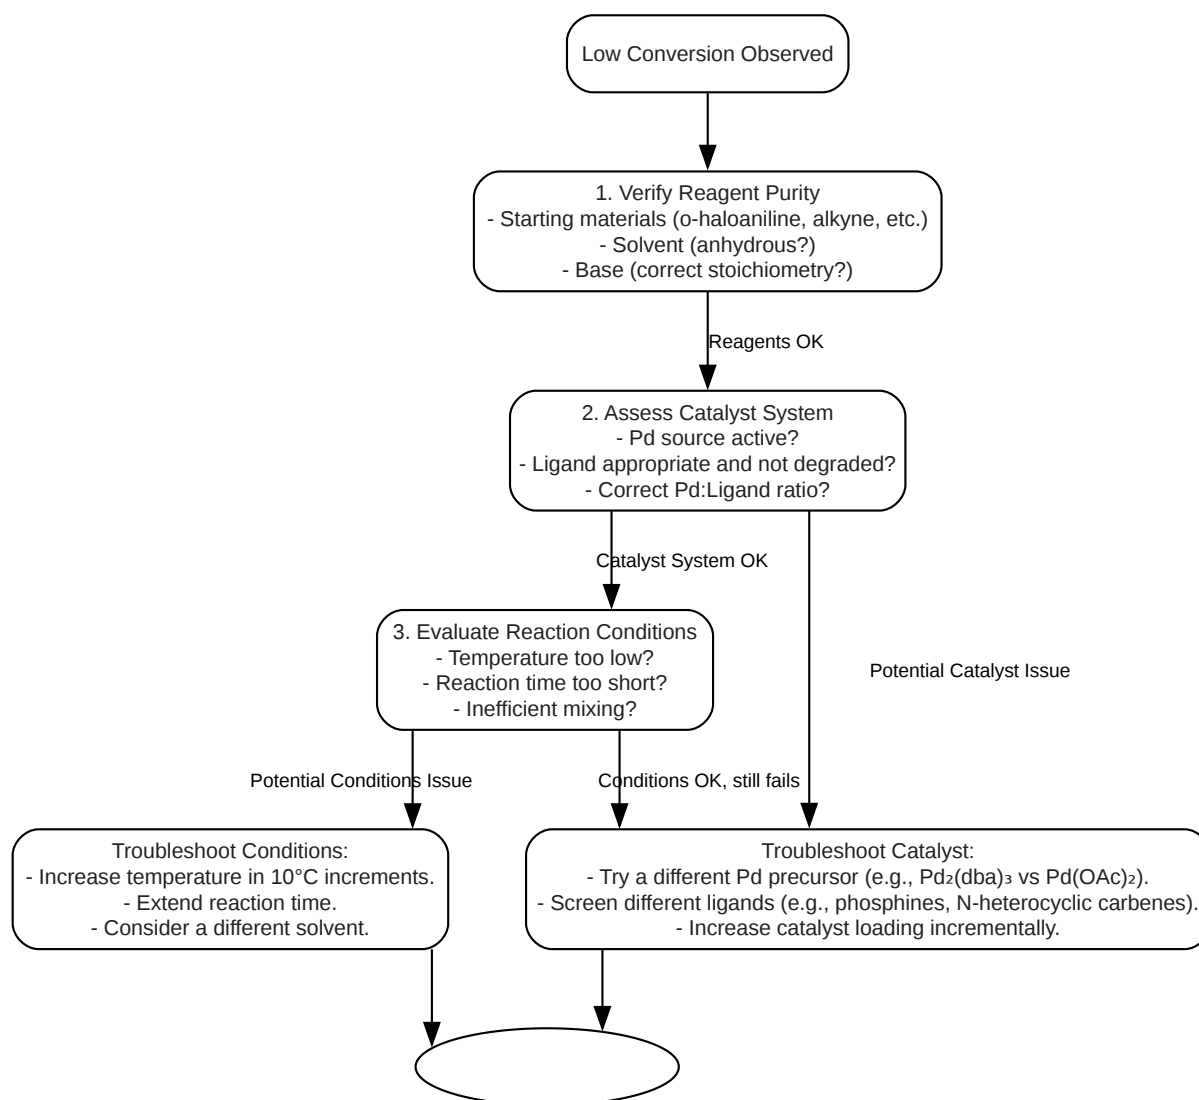 Low Conversion Observed
1. Verify Reagent Purity
- Starting materials (o-haloaniline, alkyne, etc.)
- Solvent (anhydrous?)
- Base (correct stoichiometry?)
Reagents OK
2. Assess Catalyst System
- Pd source active?
- Ligand appropriate and not degraded?
- Correct Pd:Ligand ratio?
Catalyst System OK
3. Evaluate Reaction Conditions
- Temperature too low?
- Reaction time too short?
- Inefficient mixing?
Potential Catalyst Issue
Potential Conditions Issue
Conditions OK, still fails
Troubleshoot Conditions:
- Increase temperature in 10°C increments.
- Extend reaction time.
- Consider a different solvent.
Troubleshoot Catalyst:
- Try a different Pd precursor (e.g., Pd₂(dba)₃ vs Pd(OAc)₂).
- Screen different ligands (e.g., phosphines, N-heterocyclic carbenes).
- Increase catalyst loading incrementally.